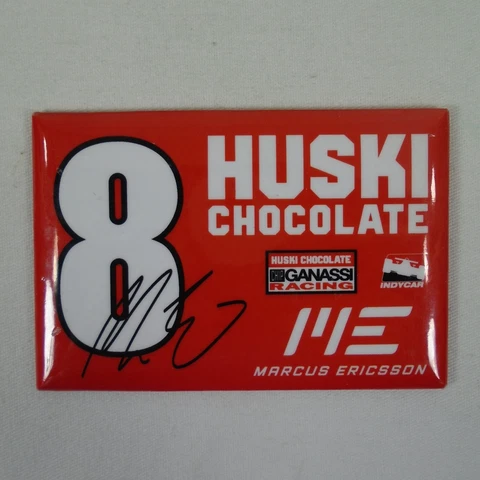 8
HUSKI
CHOCOLATE
HUSKI CHOCOLATE
GANASSI
RACING
INDYCAR
ME
MARCUS ERICSSON